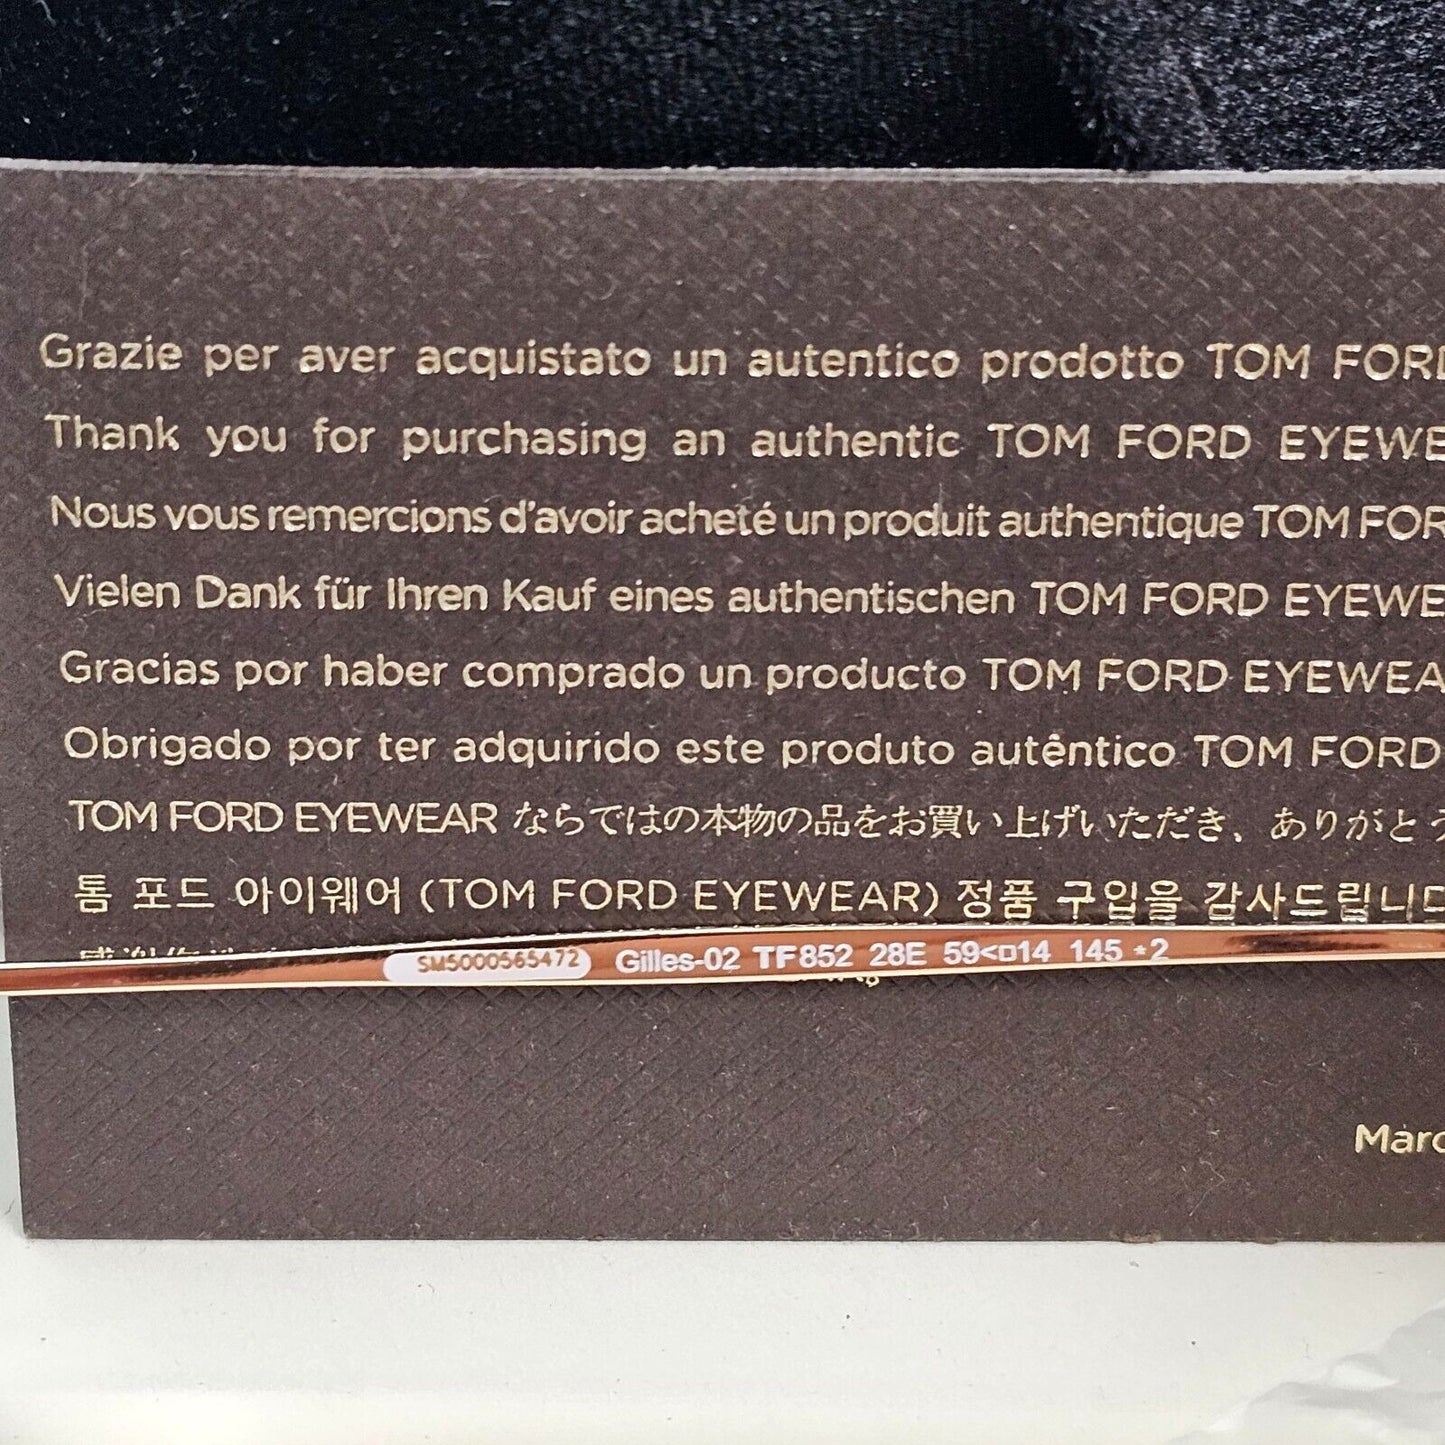 Grazie per aver acquistato un autentico prodotto TOM FORD
Thank you for purchasing an authentic TOM FORD EYEWE
Nous vous remercions d'avoir acheté un produit authentique TOM FOR
Vielen Dank für Ihren Kauf eines authentischen TOM FORD EYEWE
Gracias por haber comprado un producto TOM FORD EYEWEA
Obrigado por ter adquirido este produto autêntico TOM FORD
TOM FORD EYEWEAR ならではの本物の品をお買い上げいただき、ありがとう
톰 포드 아이웨어 (TOM FORD EYEWEAR) 정품 구입을 감사드립니다
SM5000565472 Gilles-02 TF852 28E 59<□14 145 *2
Marc